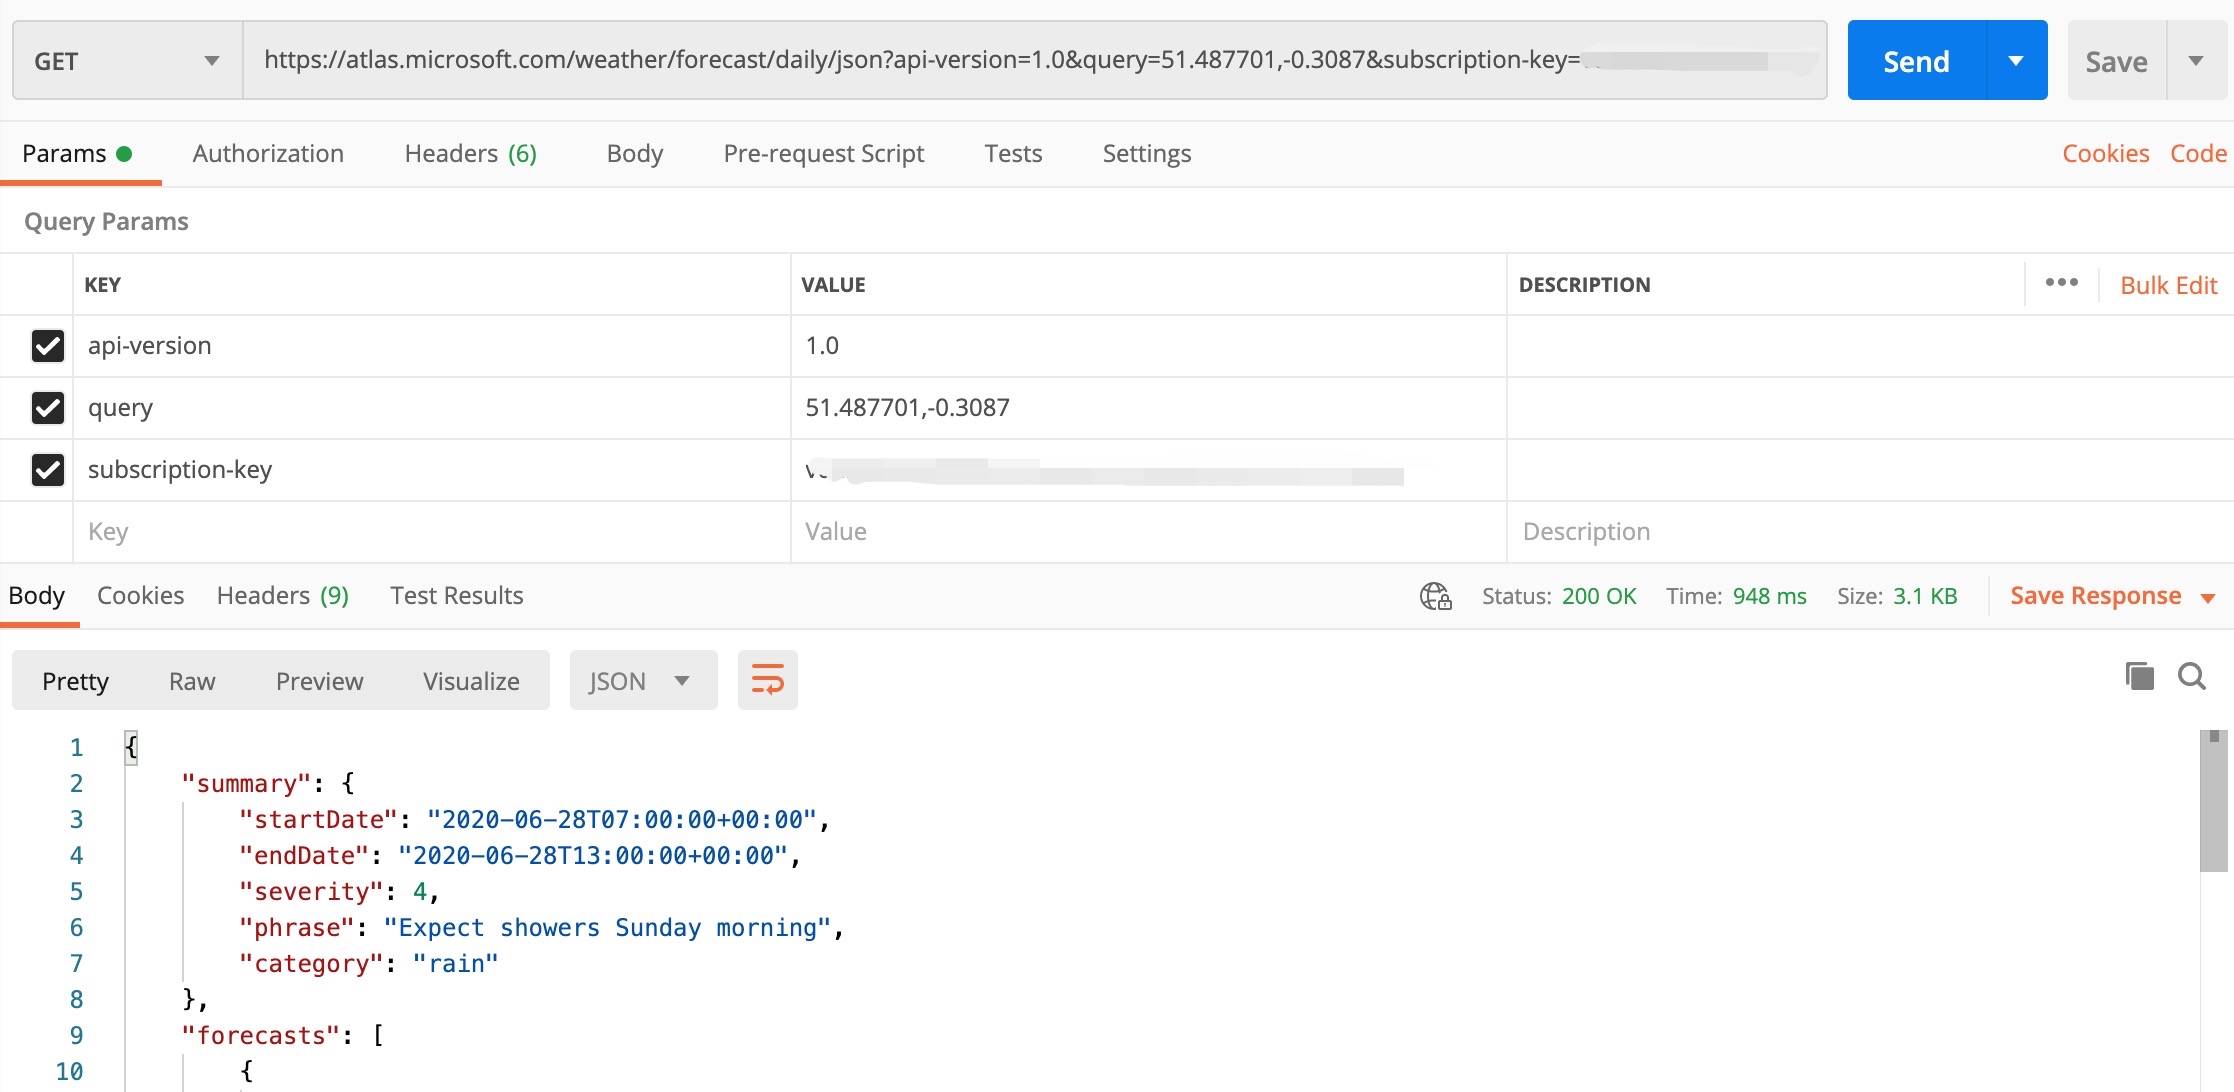 GET https://atlas.microsoft.com/weather/forecast/daily/json?api-version=1.0&query=51.487701,-0.3087&subscription-key= Send Save
Params Authorization Headers (6) Body Pre-request Script Tests Settings Cookies Code
Query Params
KEY VALUE DESCRIPTION ••• Bulk Edit
api-version 1.0
query 51.487701,-0.3087
subscription-key
Key Value Description
Body Cookies Headers (9) Test Results Status: 200 OK Time: 948 ms Size: 3.1 KB Save Response
Pretty Raw Preview Visualize JSON
1 {
2 "summary": {
3 "startDate": "2020-06-28T07:00:00+00:00",
4 "endDate": "2020-06-28T13:00:00+00:00",
5 "severity": 4,
6 "phrase": "Expect showers Sunday morning",
7 "category": "rain"
8 },
9 "forecasts": [
10 {